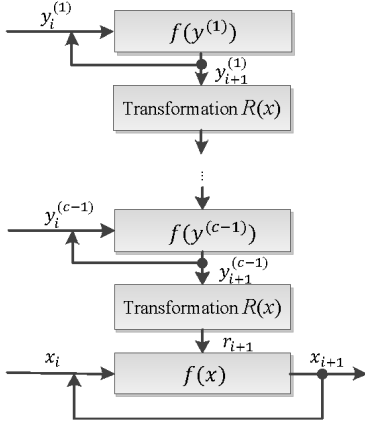 y_i^{(1)}
f(y^{(1)})
y_{i+1}^{(1)}
Transformation R(x)
...
y_i^{(c-1)}
f(y^{(c-1)})
y_{i+1}^{(c-1)}
Transformation R(x)
r_{i+1}
x_i
f(x)
x_{i+1}